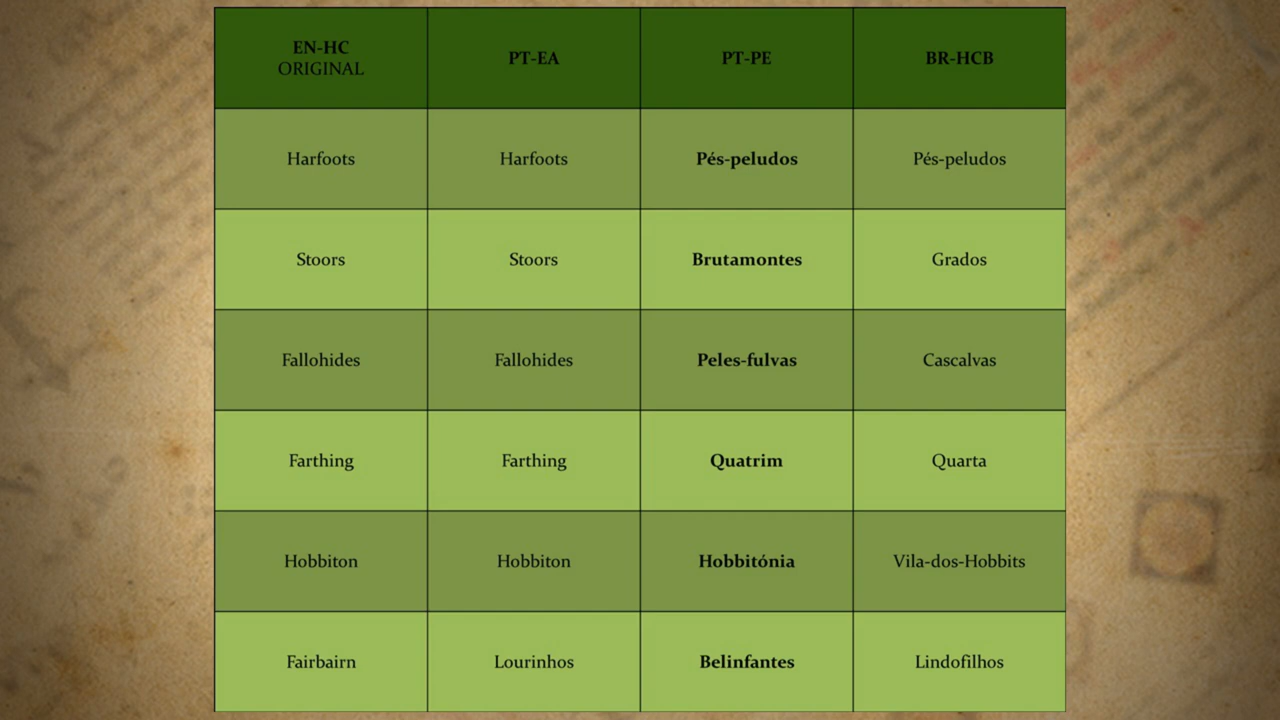 EN-HC
ORIGINAL
PT-EA
PT-PE
BR-HCB
Harfoots
Harfoots
Pés-peludos
Pés-peludos
Stoors
Stoors
Brutamontes
Grados
Fallohides
Fallohides
Peles-fulvas
Cascalvas
Farthing
Farthing
Quatrim
Quarta
Hobbiton
Hobbiton
Hobbitónia
Vila-dos-Hobbits
Fairbairn
Lourinhos
Belinfantes
Lindofilhos